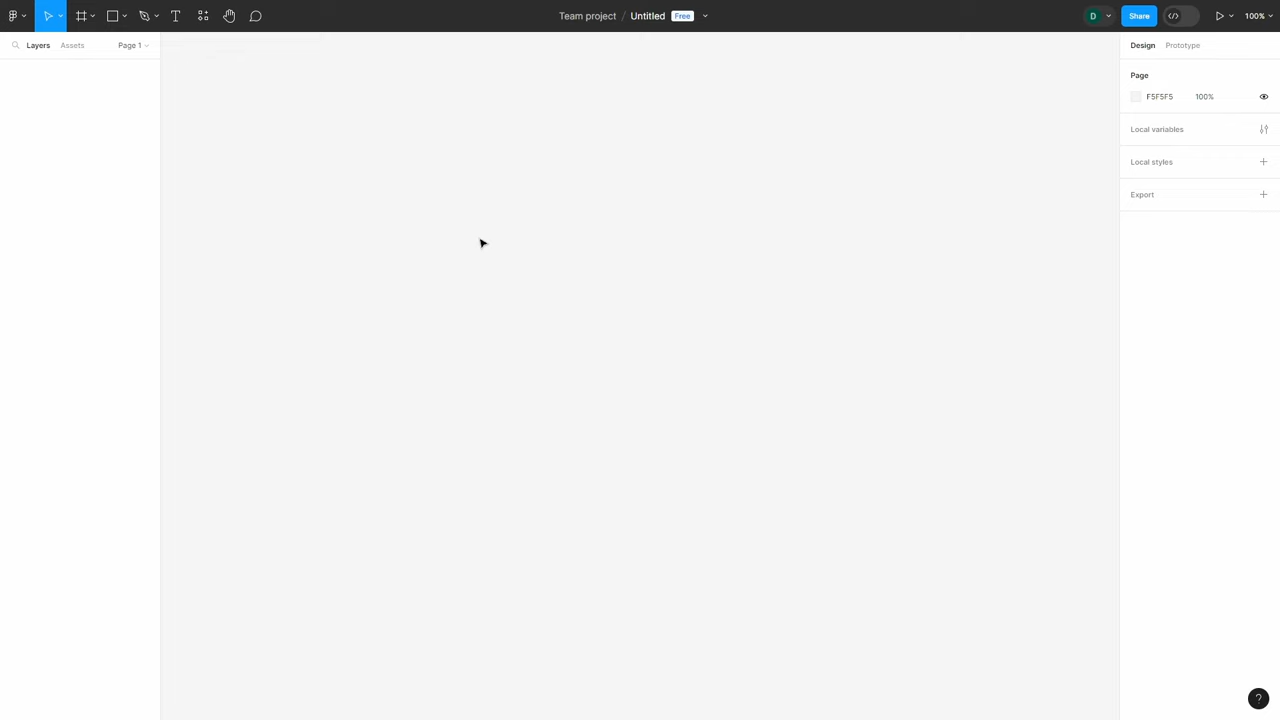 Team project / Untitled Free
D Share 100%
Layers Assets Page 1
Design Prototype
Page
F5F5F5 100%
Local variables
Local styles
Export
?